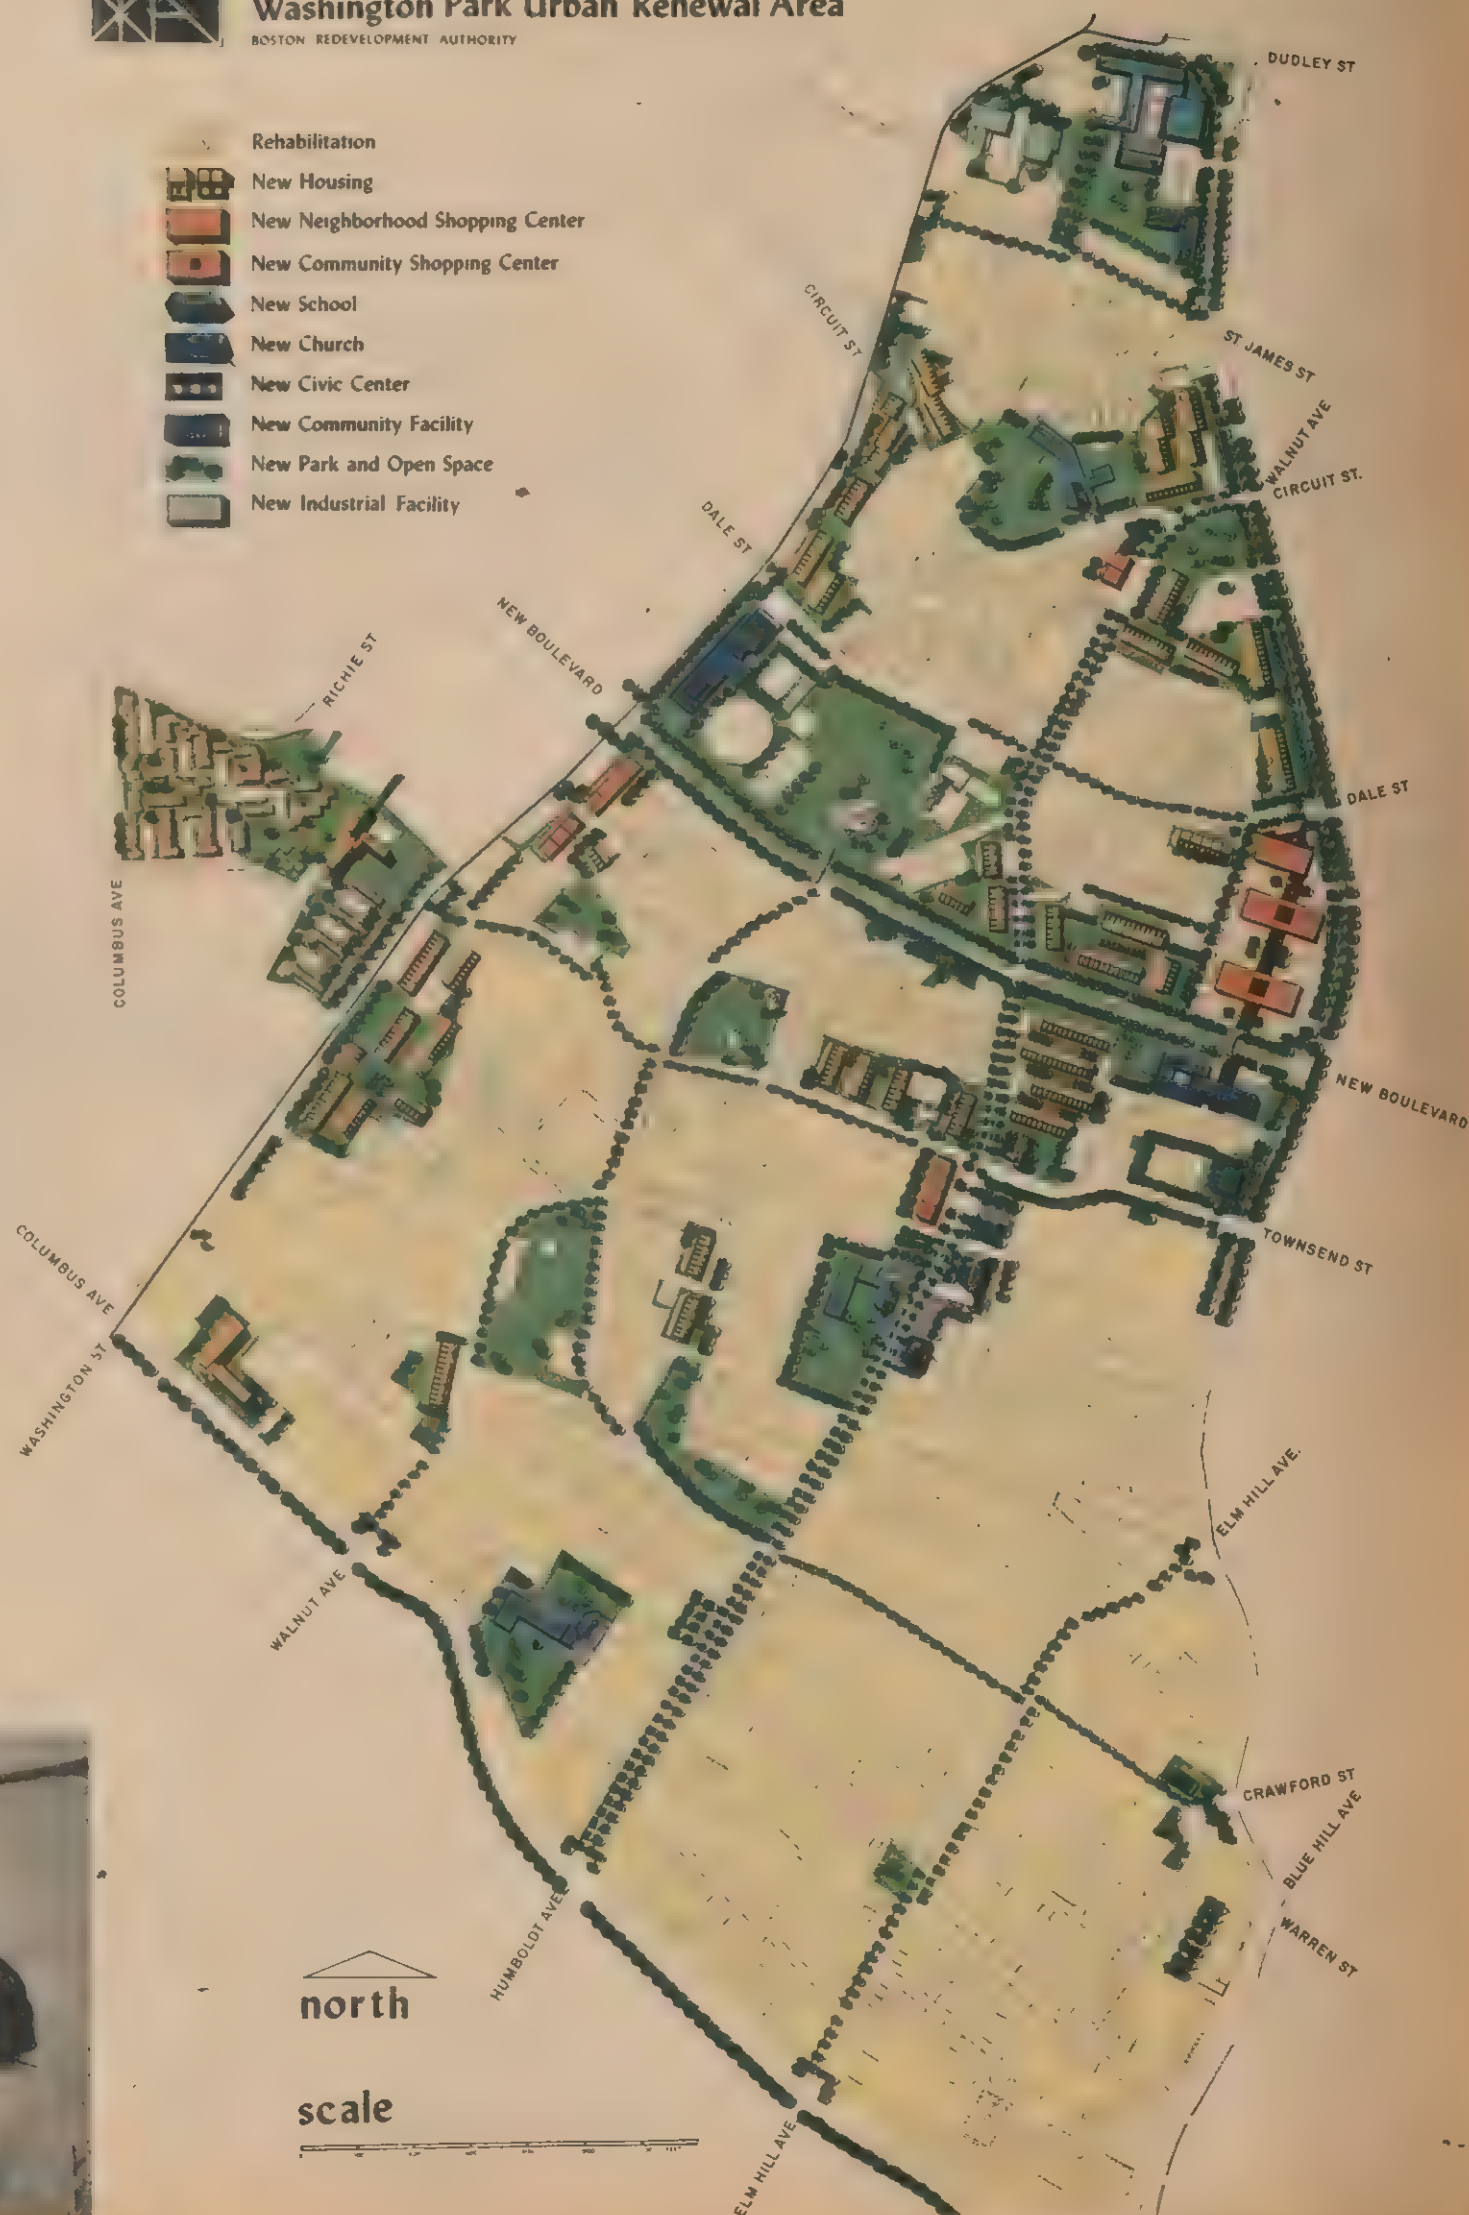 Washington Park Urban Renewal Area
BOSTON REDEVELOPMENT AUTHORITY
Rehabilitation
New Housing
New Neighborhood Shopping Center
New Community Shopping Center
New School
New Church
New Civic Center
New Community Facility
New Park and Open Space
New Industrial Facility
DUDLEY ST
CIRCUIT ST
ST JAMES ST
WALNUT AVE
CIRCUIT ST.
DALE ST
NEW BOULEVARD
RICHIE ST
DALE ST
COLUMBUS AVE
NEW BOULEVARD
TOWNSEND ST
COLUMBUS AVE
WASHINGTON ST
ELM HILL AVE.
WALNUT AVE
CRAWFORD ST
BLUE HILL AVE
WARREN ST
HUMBOLDT AVE
north
scale
ELM HILL AVE